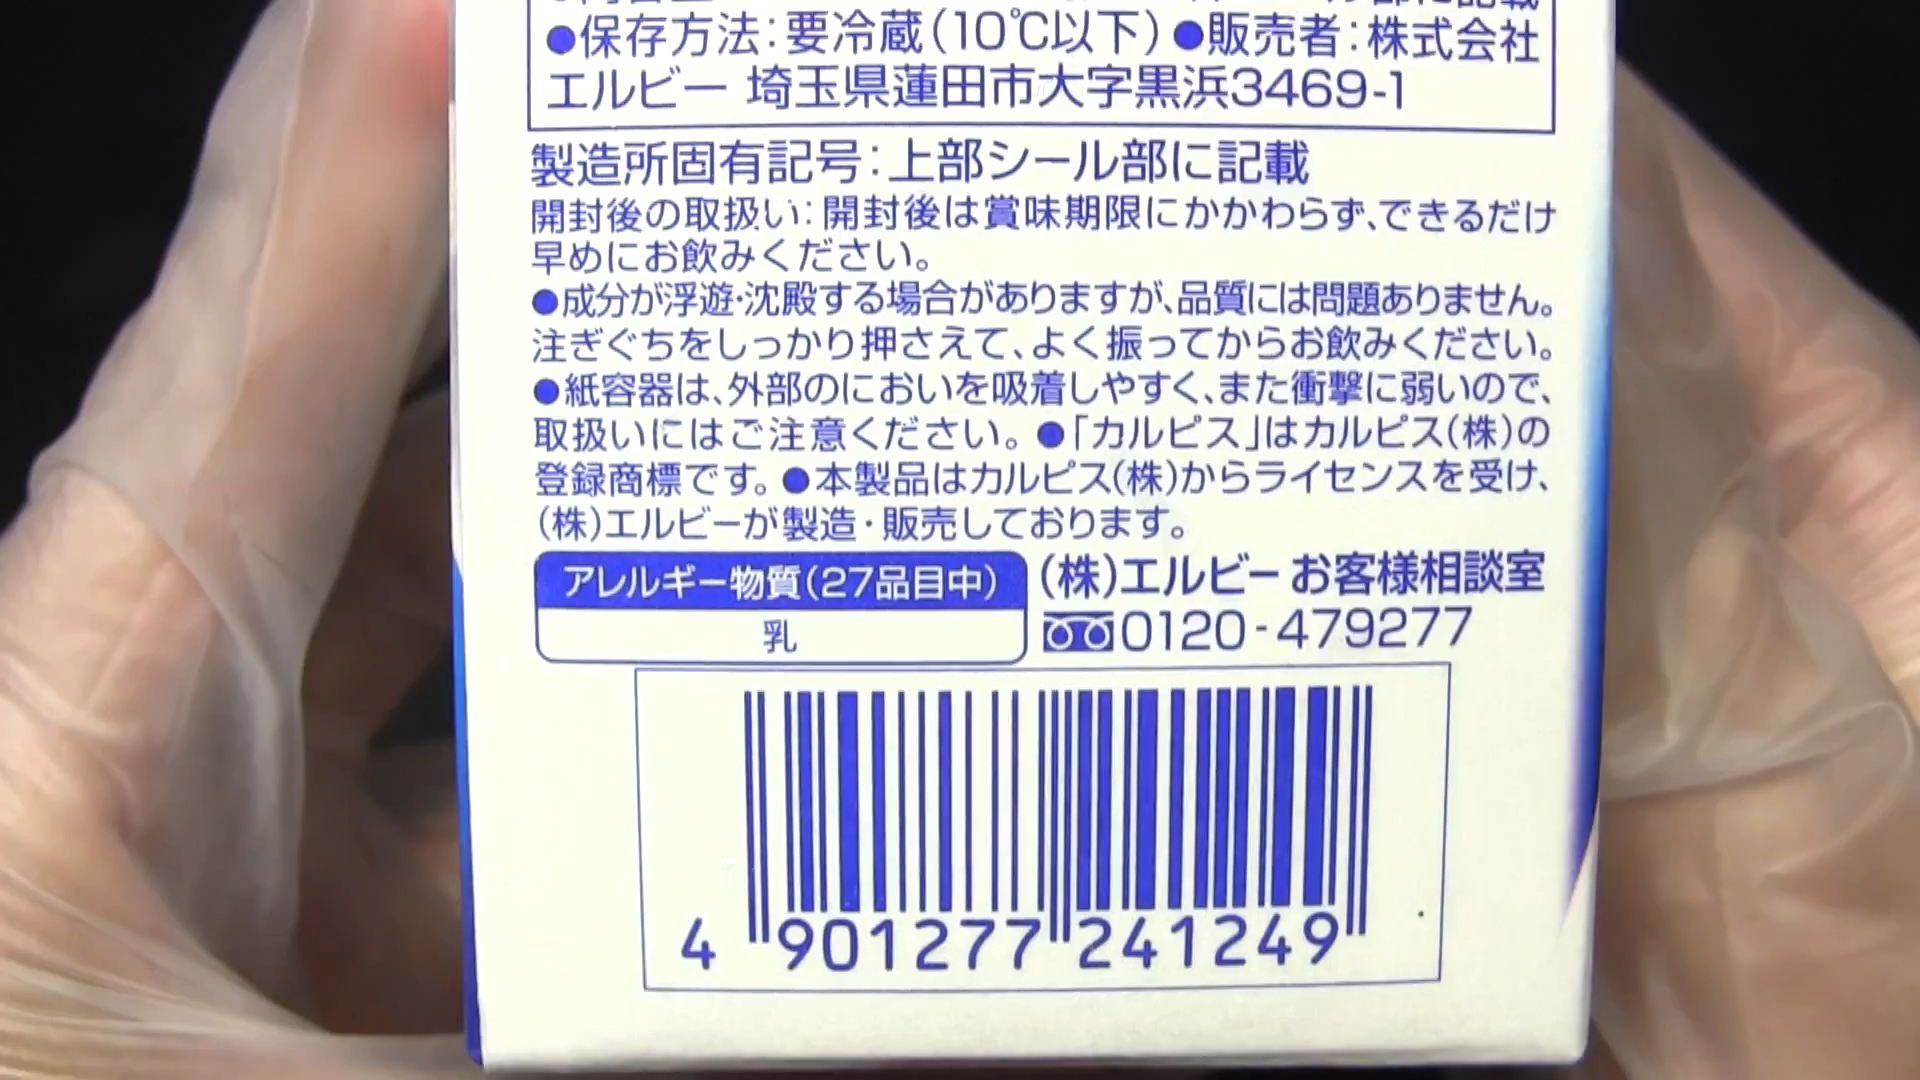 ●保存方法：要冷蔵（10℃以下）●販売者：株式会社
エルビー 埼玉県蓮田市大字黒浜3469-1
製造所固有記号：上部シール部に記載
開封後の取扱い：開封後は賞味期限にかかわらず、できるだけ
早めにお飲みください。
●成分が浮遊・沈殿する場合がありますが、品質には問題ありません。
注ぎぐちをしっかり押さえて、よく振ってからお飲みください。
●紙容器は、外部のにおいを吸着しやすく、また衝撃に弱いので、
取扱いにはご注意ください。●「カルピス」はカルピス（株）の
登録商標です。●本製品はカルピス（株）からライセンスを受け、
（株）エルビーが製造・販売しております。
アレルギー物質（27品目中）
乳
（株）エルビー お客様相談室
0120-479277
4 901277 241249